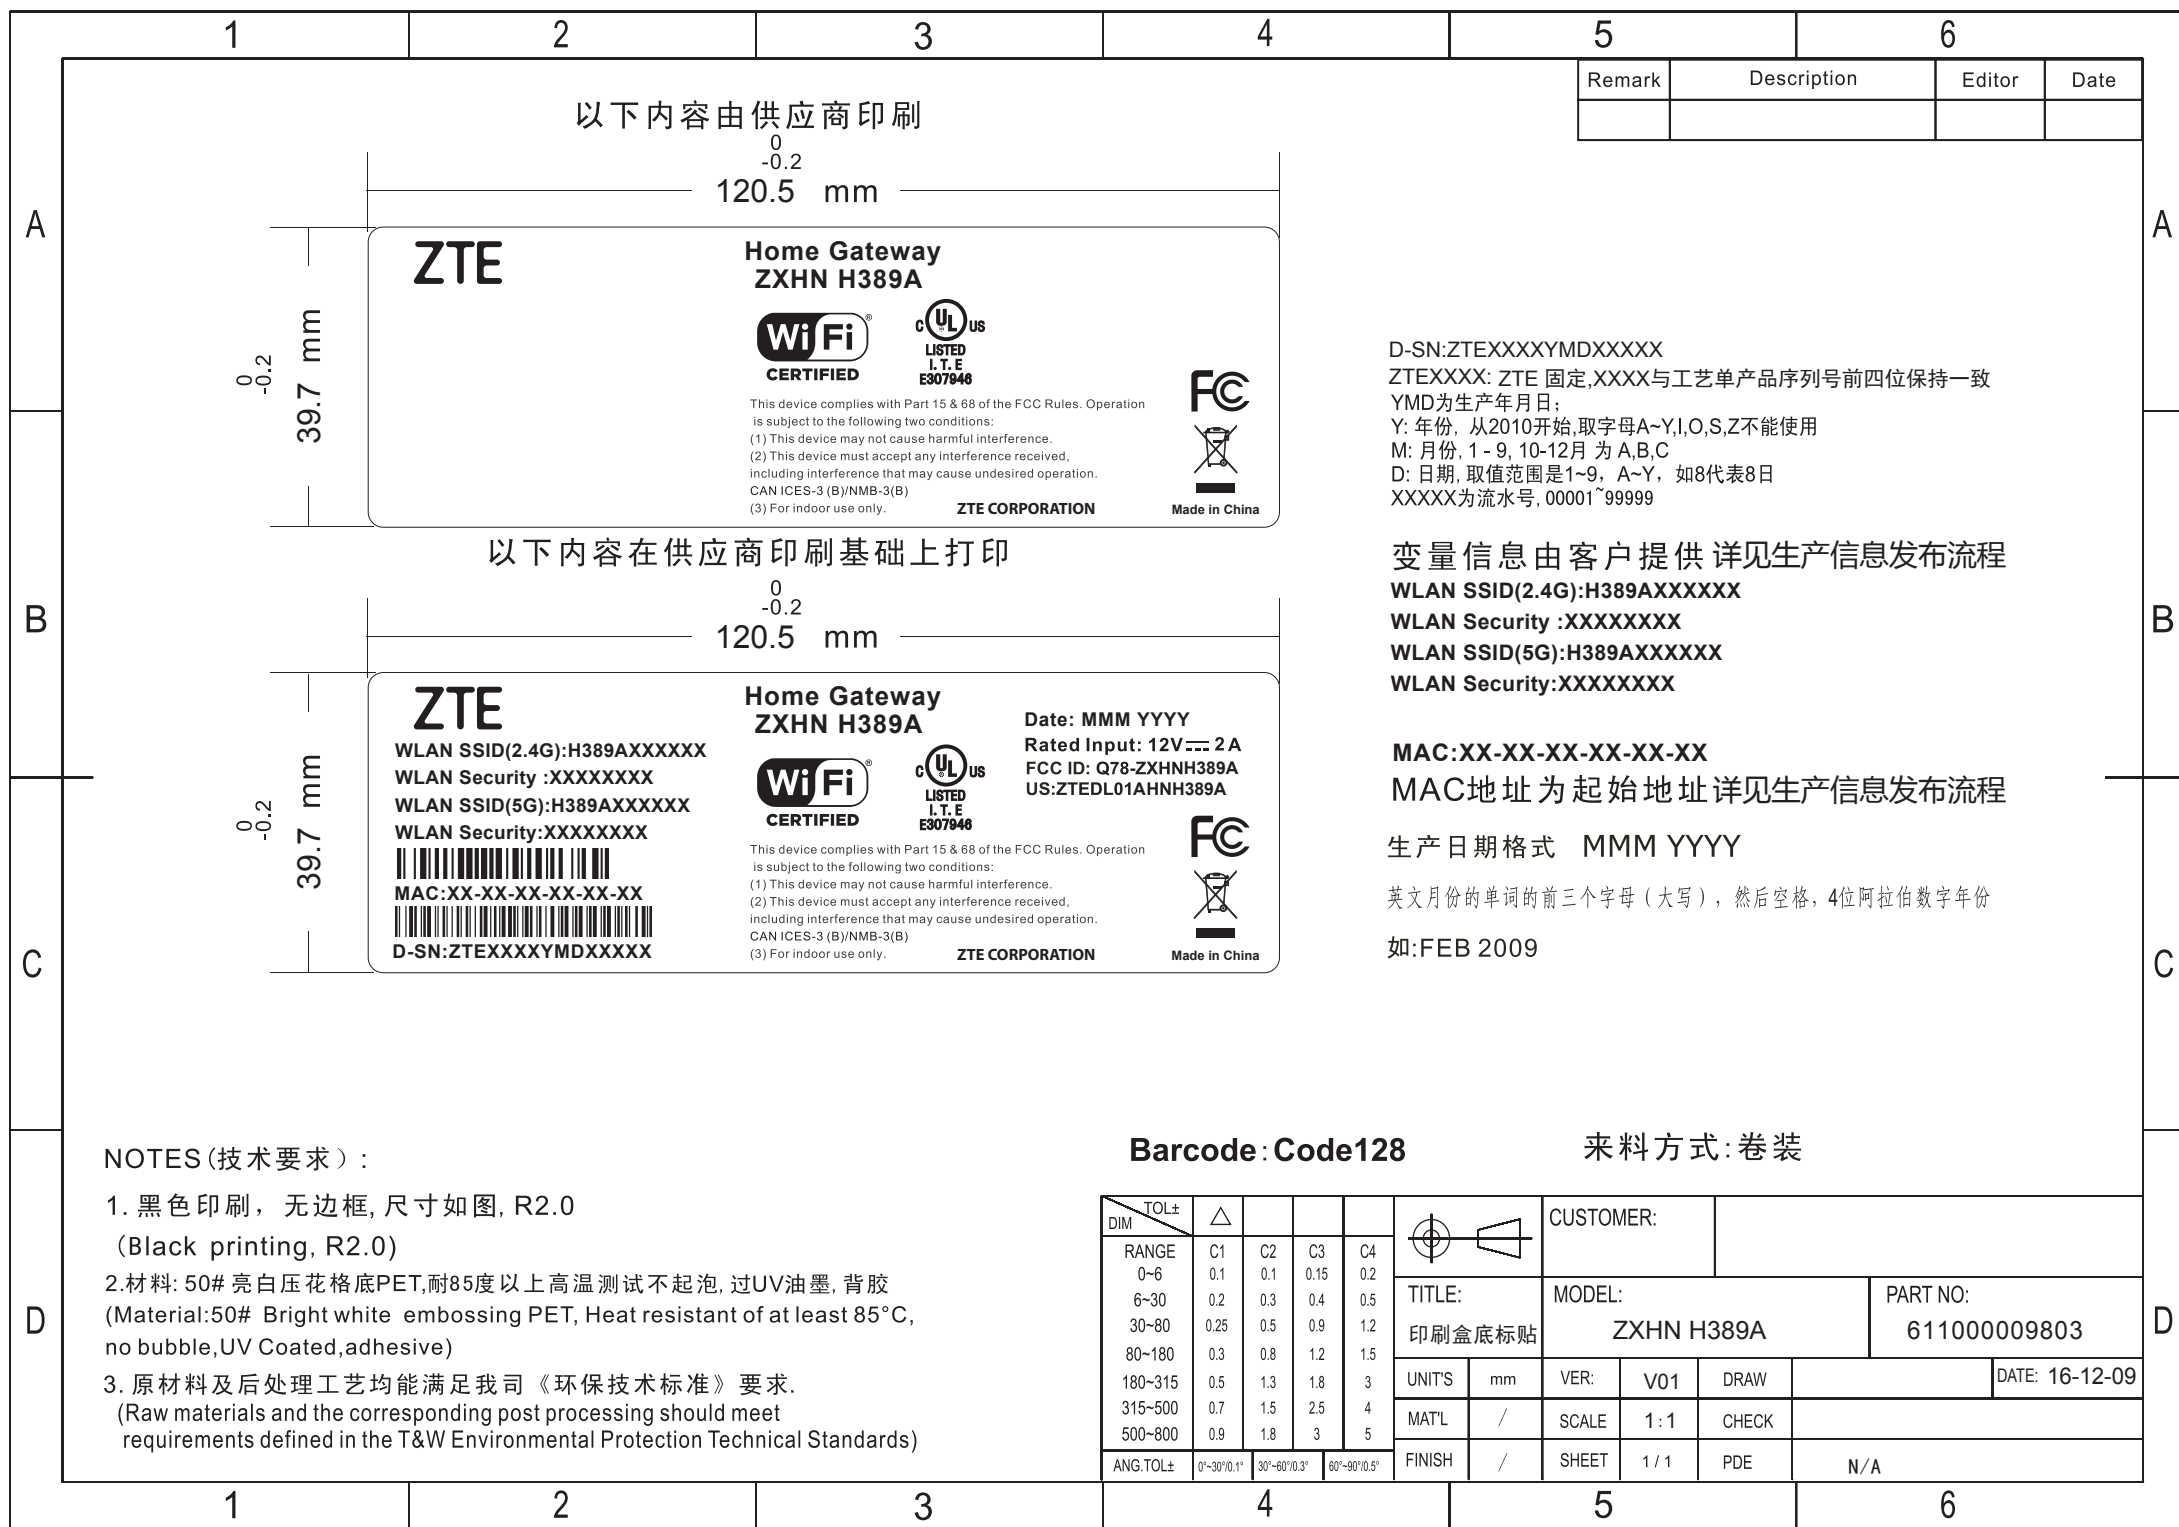 1 2 3 4 5 6
Remark Description Editor Date
以下内容由供应商印刷
0
-0.2
120.5 mm
A A
0
-0.2
39.7 mm
ZTE
Home Gateway
ZXHN H389A
Wi Fi ®
CERTIFIED
C UL US
LISTED
I. T. E
E307946
FC
This device complies with Part 15 & 68 of the FCC Rules. Operation
is subject to the following two conditions:
(1) This device may not cause harmful interference.
(2) This device must accept any interference received,
including interference that may cause undesired operation.
CAN ICES-3 (B)/NMB-3(B)
(3) For indoor use only. ZTE CORPORATION
Made in China
D-SN:ZTEXXXXYMDXXXXX
ZTEXXXX: ZTE 固定,XXXX与工艺单产品序列号前四位保持一致
YMD为生产年月日;
Y: 年份, 从2010开始,取字母A~Y,I,O,S,Z不能使用
M: 月份, 1 - 9, 10-12月 为 A,B,C
D: 日期, 取值范围是1~9, A~Y, 如8代表8日
XXXXX为流水号, 00001~99999
以下内容在供应商印刷基础上打印
0
-0.2
120.5 mm
B B
变量信息由客户提供 详见生产信息发布流程
WLAN SSID(2.4G):H389AXXXXXX
WLAN Security :XXXXXXXX
WLAN SSID(5G):H389AXXXXXX
WLAN Security:XXXXXXXX
0
-0.2
39.7 mm
ZTE
WLAN SSID(2.4G):H389AXXXXXX
WLAN Security :XXXXXXXX
WLAN SSID(5G):H389AXXXXXX
WLAN Security:XXXXXXXX
MAC:XX-XX-XX-XX-XX-XX
D-SN:ZTEXXXXYMDXXXXX
Home Gateway
ZXHN H389A
Wi Fi ®
CERTIFIED
C UL US
LISTED
I. T. E
E307946
Date: MMM YYYY
Rated Input: 12V⎓ 2 A
FCC ID: Q78-ZXHNH389A
US:ZTEDL01AHNH389A
FC
This device complies with Part 15 & 68 of the FCC Rules. Operation
is subject to the following two conditions:
(1) This device may not cause harmful interference.
(2) This device must accept any interference received,
including interference that may cause undesired operation.
CAN ICES-3 (B)/NMB-3(B)
(3) For indoor use only. ZTE CORPORATION
Made in China
MAC:XX-XX-XX-XX-XX-XX
MAC地址为起始地址详见生产信息发布流程
生产日期格式 MMM YYYY
英文月份的单词的前三个字母(大写), 然后空格, 4位阿拉伯数字年份
如:FEB 2009
C C
NOTES(技术要求):
1. 黑色印刷, 无边框, 尺寸如图, R2.0
(Black printing, R2.0)
2.材料: 50# 亮白压花格底PET,耐85度以上高温测试不起泡, 过UV油墨, 背胶
(Material:50# Bright white embossing PET, Heat resistant of at least 85°C,
no bubble,UV Coated,adhesive)
3. 原材料及后处理工艺均能满足我司《环保技术标准》要求.
(Raw materials and the corresponding post processing should meet
requirements defined in the T&W Environmental Protection Technical Standards)
Barcode:Code128 来料方式:卷装
D D
DIM TOL± △
RANGE C1 C2 C3 C4
0~6 0.1 0.1 0.15 0.2
6~30 0.2 0.3 0.4 0.5
30~80 0.25 0.5 0.9 1.2
80~180 0.3 0.8 1.2 1.5
180~315 0.5 1.3 1.8 3
315~500 0.7 1.5 2.5 4
500~800 0.9 1.8 3 5
ANG.TOL± 0°~30°/0.1° 30°~60°/0.3° 60°~90°/0.5°
CUSTOMER:
TITLE: MODEL: PART NO:
印刷盒底标贴 ZXHN H389A 611000009803
UNIT'S mm VER: V01 DRAW DATE: 16-12-09
MAT'L / SCALE 1:1 CHECK
FINISH / SHEET 1 / 1 PDE N/A
1 2 3 4 5 6